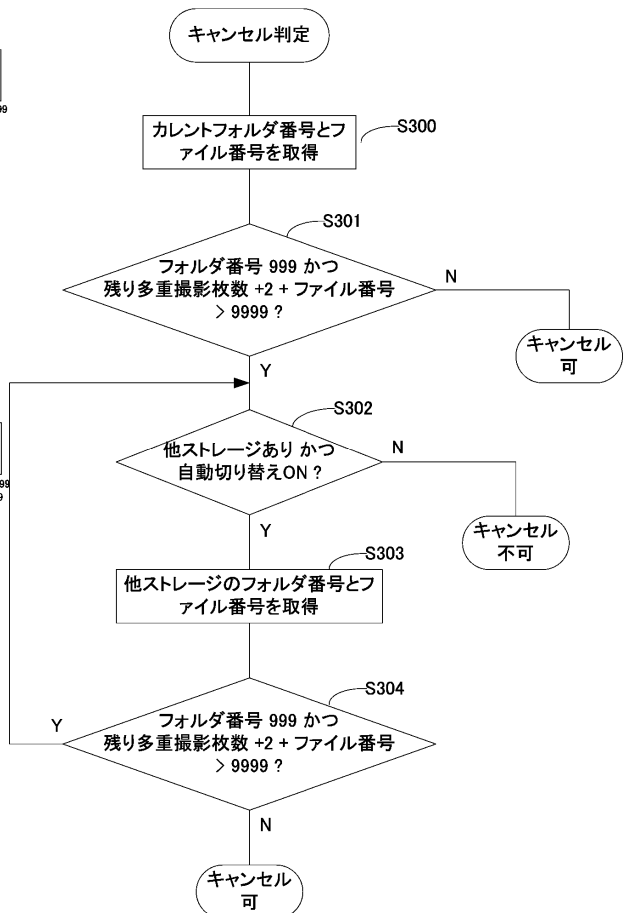 キャンセル判定
99
カレントフォルダ番号とフ
ァイル番号を取得
S300
S301
フォルダ番号 999 かつ
残り多重撮影枚数 +2 + ファイル番号
> 9999 ?
N
キャンセル
可
Y
S302
他ストレージあり かつ
自動切り替えON ?
N
99
9
キャンセル
不可
Y
S303
他ストレージのフォルダ番号とフ
ァイル番号を取得
S304
Y
フォルダ番号 999 かつ
残り多重撮影枚数 +2 + ファイル番号
> 9999 ?
N
キャンセル
可